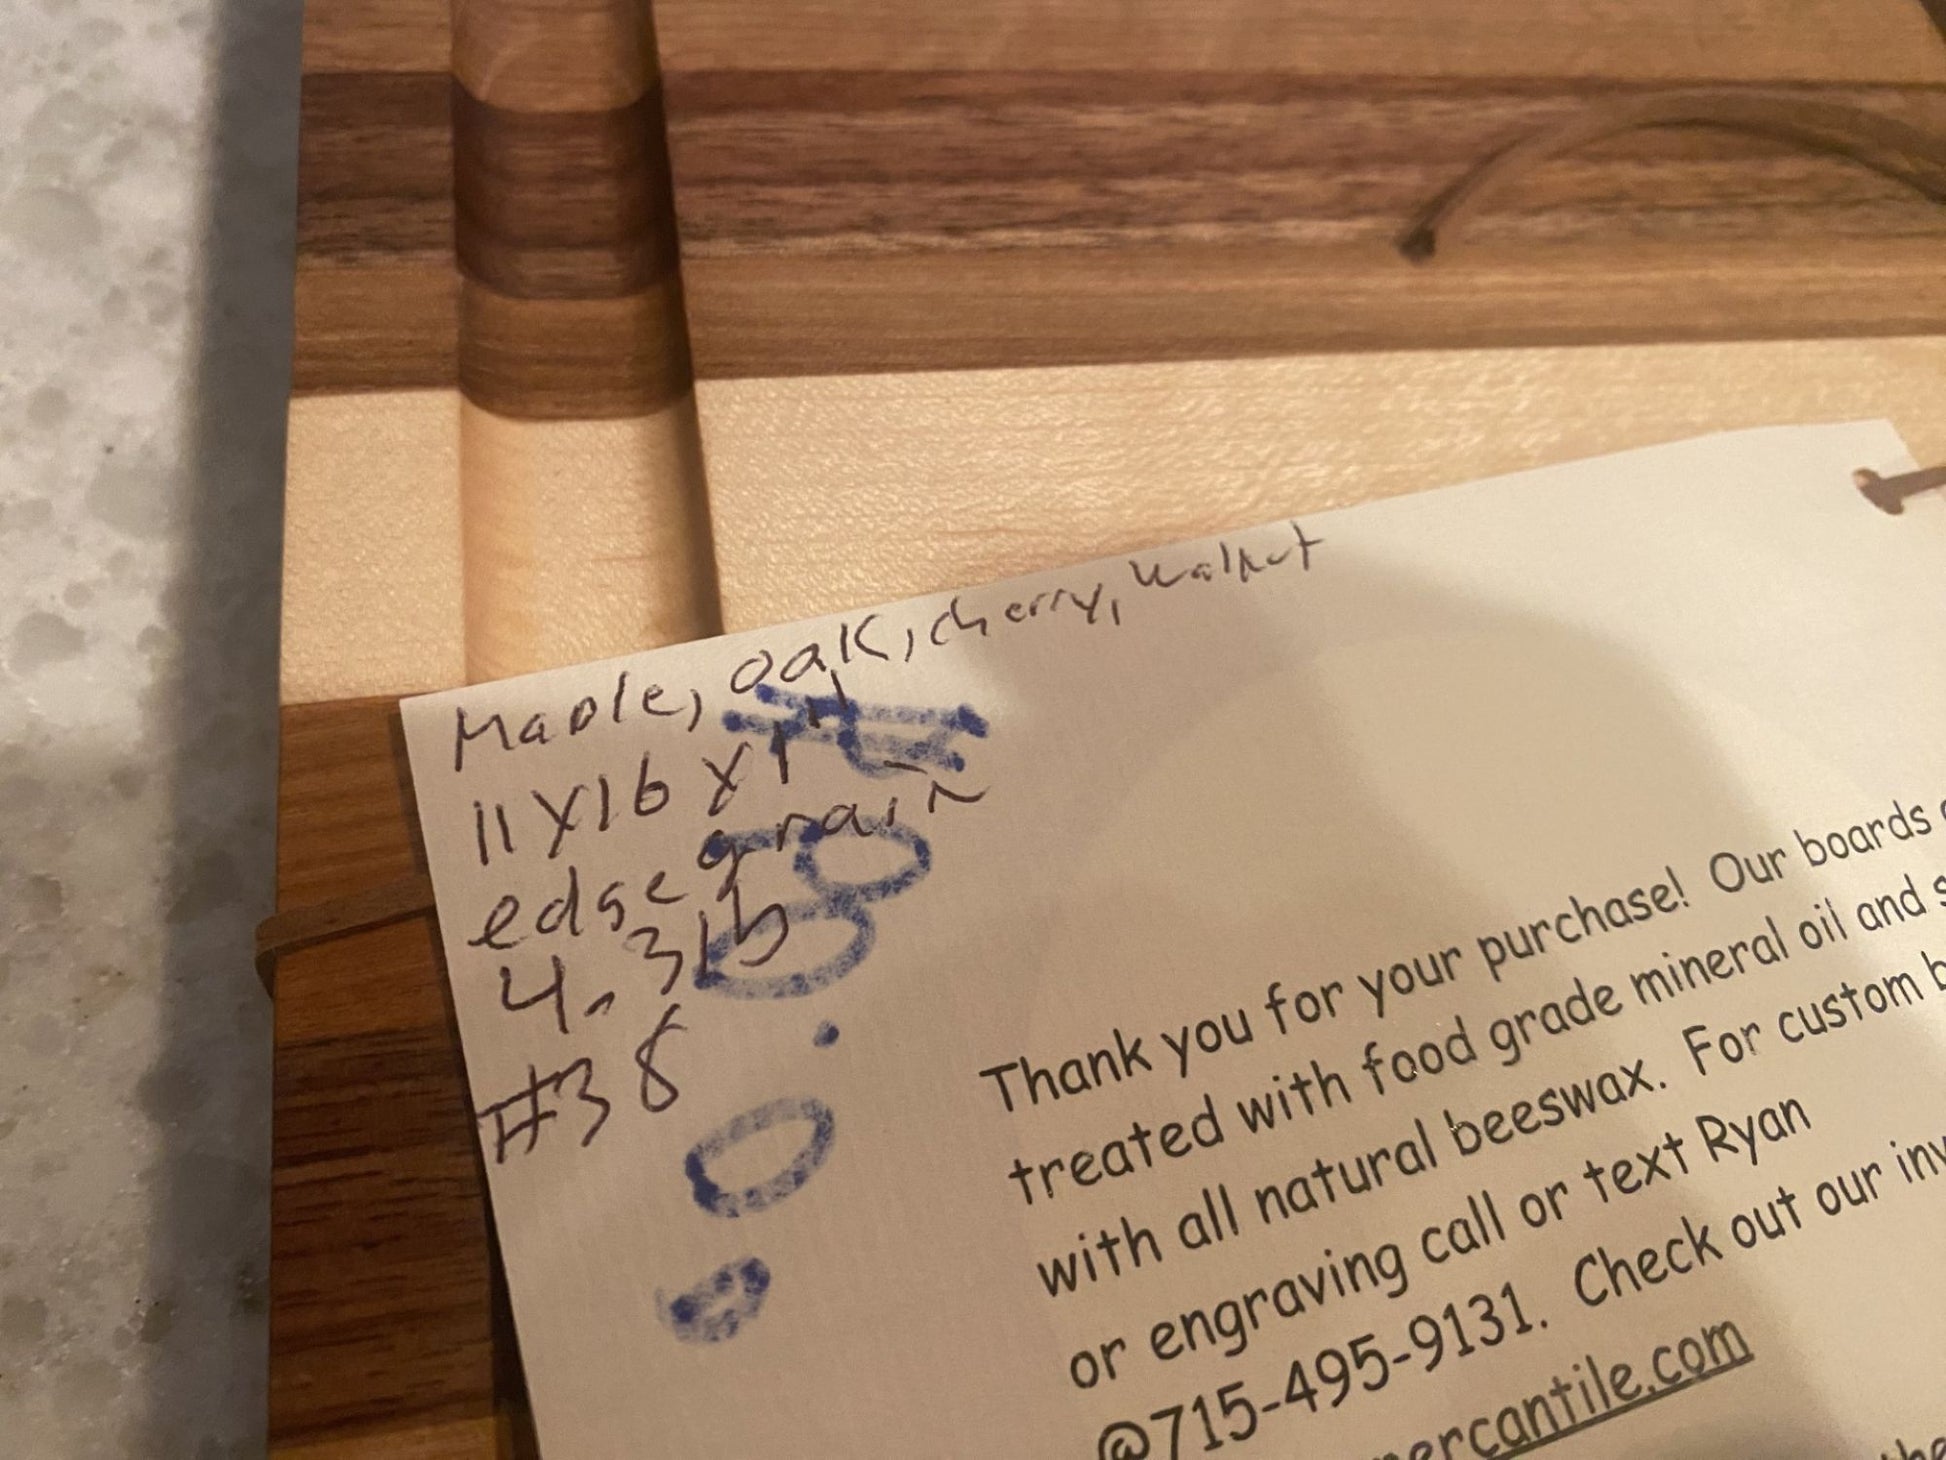 Maple, oak, cherry, walnut
11x16x1"
edge grain
4.3lb
#38
Thank you for your purchase! Our boards
treated with food grade mineral oil and
with all natural beeswax. For custom
or engraving call or text Ryan
@715-495-9131. Check out our
mercantile.com